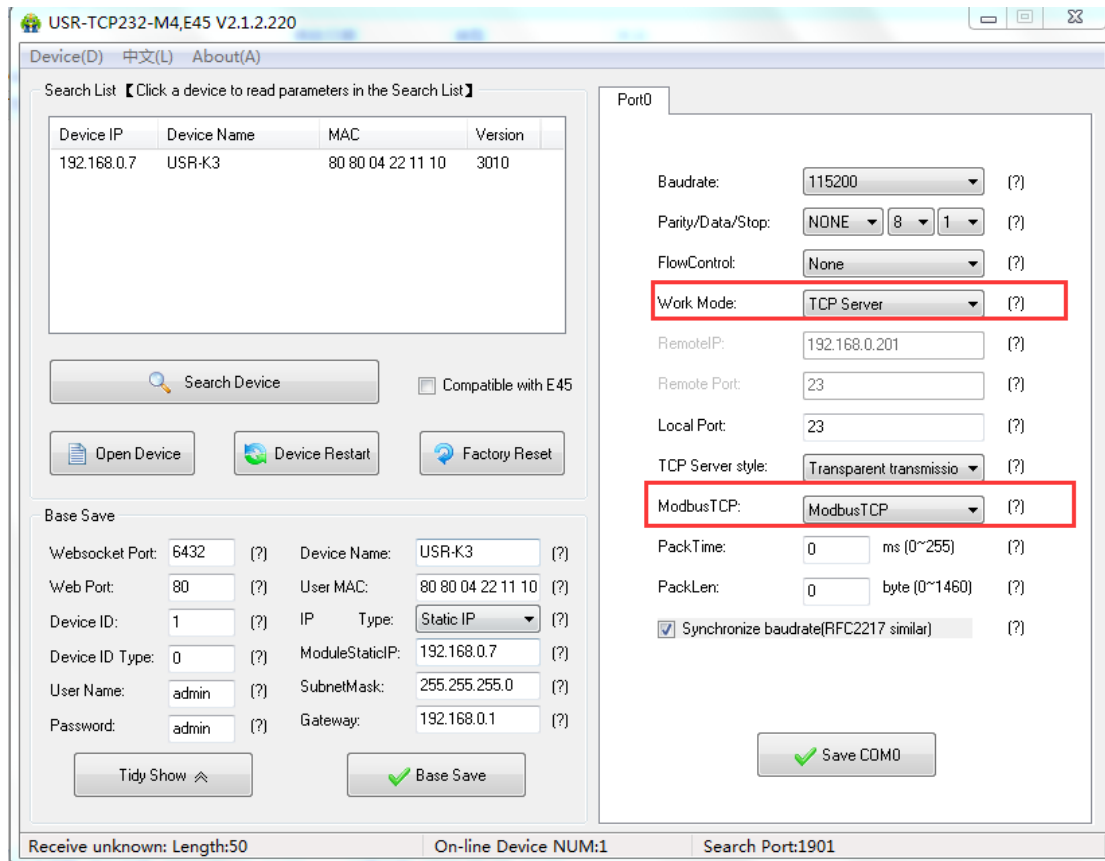 USR-TCP232-M4,E45 V2.1.2.220
Device(D) 中文(L) About(A)
Search List【Click a device to read parameters in the Search List】
Device IP Device Name MAC Version
192.168.0.7 USR-K3 80 80 04 22 11 10 3010
Search Device
Compatible with E45
Open Device
Device Restart
Factory Reset
Base Save
Websocket Port: 6432 (?) Device Name: USR-K3 (?)
Web Port: 80 (?) User MAC: 80 80 04 22 11 10 (?)
Device ID: 1 (?) IP Type: Static IP (?)
Device ID Type: 0 (?) ModuleStaticIP: 192.168.0.7 (?)
User Name: admin (?) SubnetMask: 255.255.255.0 (?)
Password: admin (?) Gateway: 192.168.0.1 (?)
Tidy Show
Base Save
Port0
Baudrate: 115200 (?)
Parity/Data/Stop: NONE 8 1 (?)
FlowControl: None (?)
Work Mode: TCP Server (?)
RemoteIP: 192.168.0.201 (?)
Remote Port: 23 (?)
Local Port: 23 (?)
TCP Server style: Transparent transmissio (?)
ModbusTCP: ModbusTCP (?)
PackTime: 0 ms (0~255) (?)
PackLen: 0 byte (0~1460) (?)
Synchronize baudrate(RFC2217 similar) (?)
Save COM0
Receive unknown: Length:50 On-line Device NUM:1 Search Port:1901